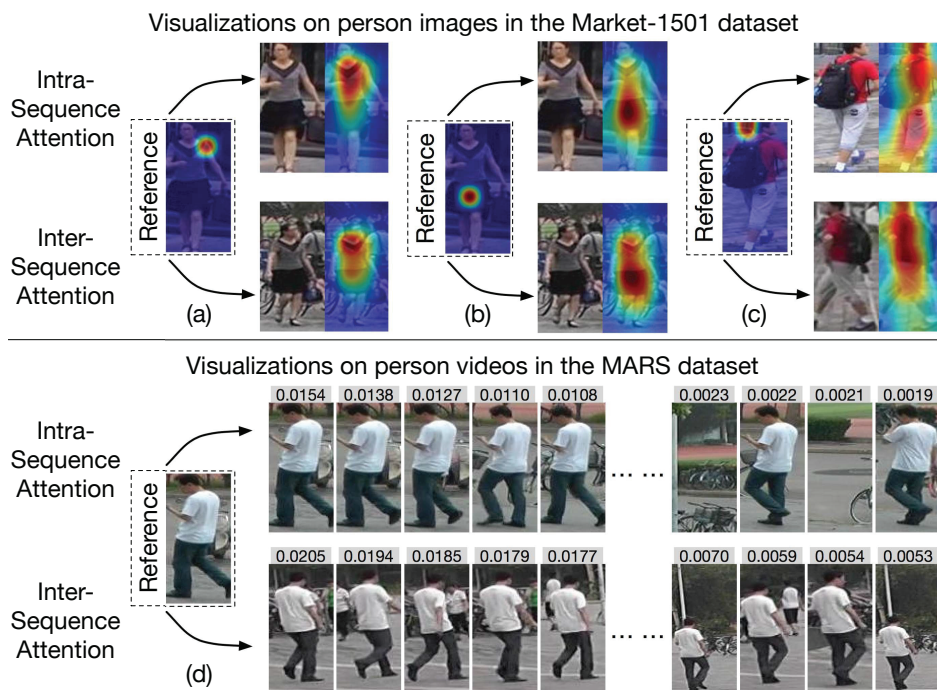 Visualizations on person images in the Market-1501 dataset
Intra-
Sequence
Attention
Reference
Inter-
Sequence
Attention
(a)
Reference
(b)
Reference
(c)
Visualizations on person videos in the MARS dataset
Intra-
Sequence
Attention
0.0154 0.0138 0.0127 0.0110 0.0108 0.0023 0.0022 0.0021 0.0019
... ...
Reference
Inter-
Sequence
Attention
0.0205 0.0194 0.0185 0.0179 0.0177 0.0070 0.0059 0.0054 0.0053
... ...
(d)